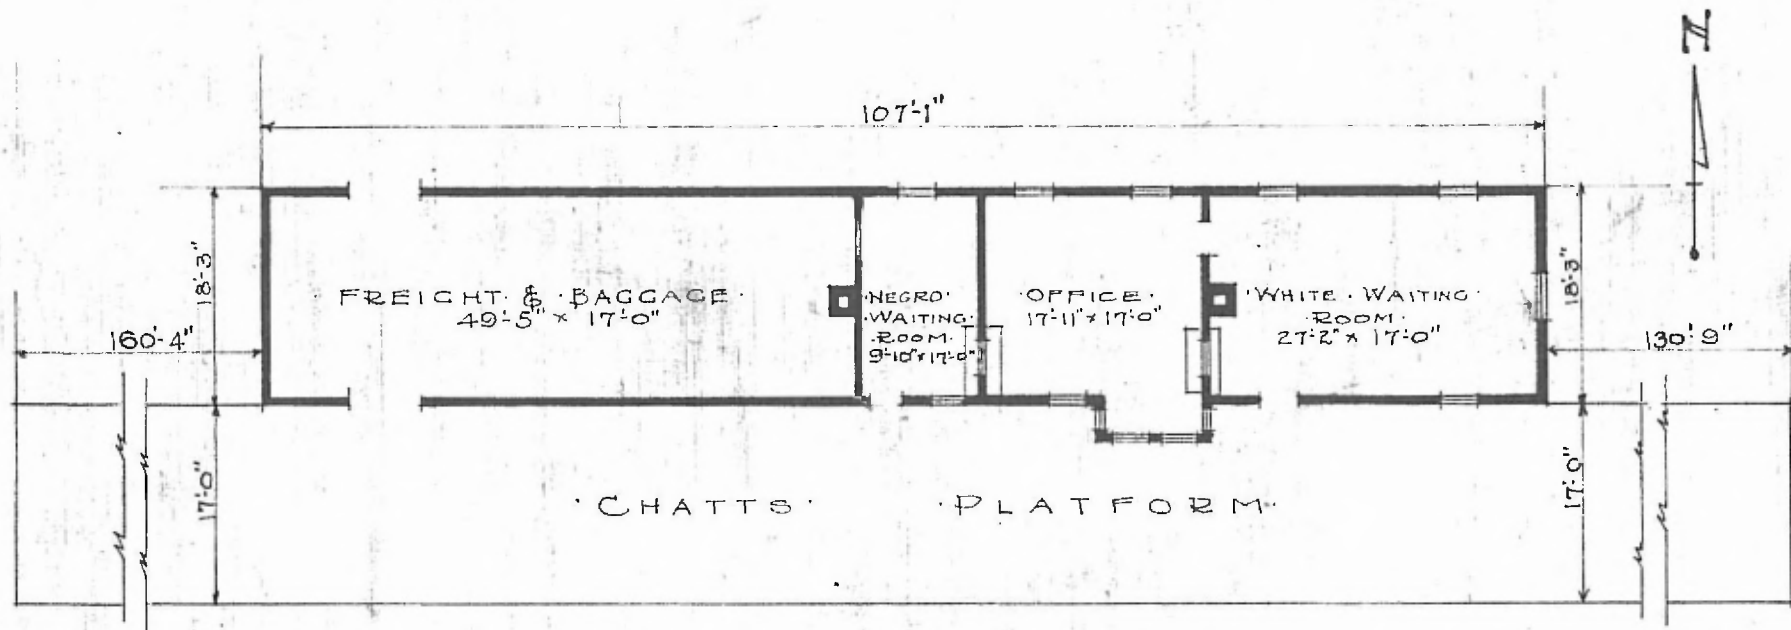 N
107'-1"
18'-3"
FREIGHT & BAGGAGE
49'-5" x 17'-0"
NEGRO
WAITING
ROOM
9'-10" x 17'-0"
OFFICE
17'-11" x 17'-0"
WHITE WAITING
ROOM
27'-2" x 17'-0"
18'-3"
160'-4"
130'-9"
17'-0"
CHATTS PLATFORM
17'-0"